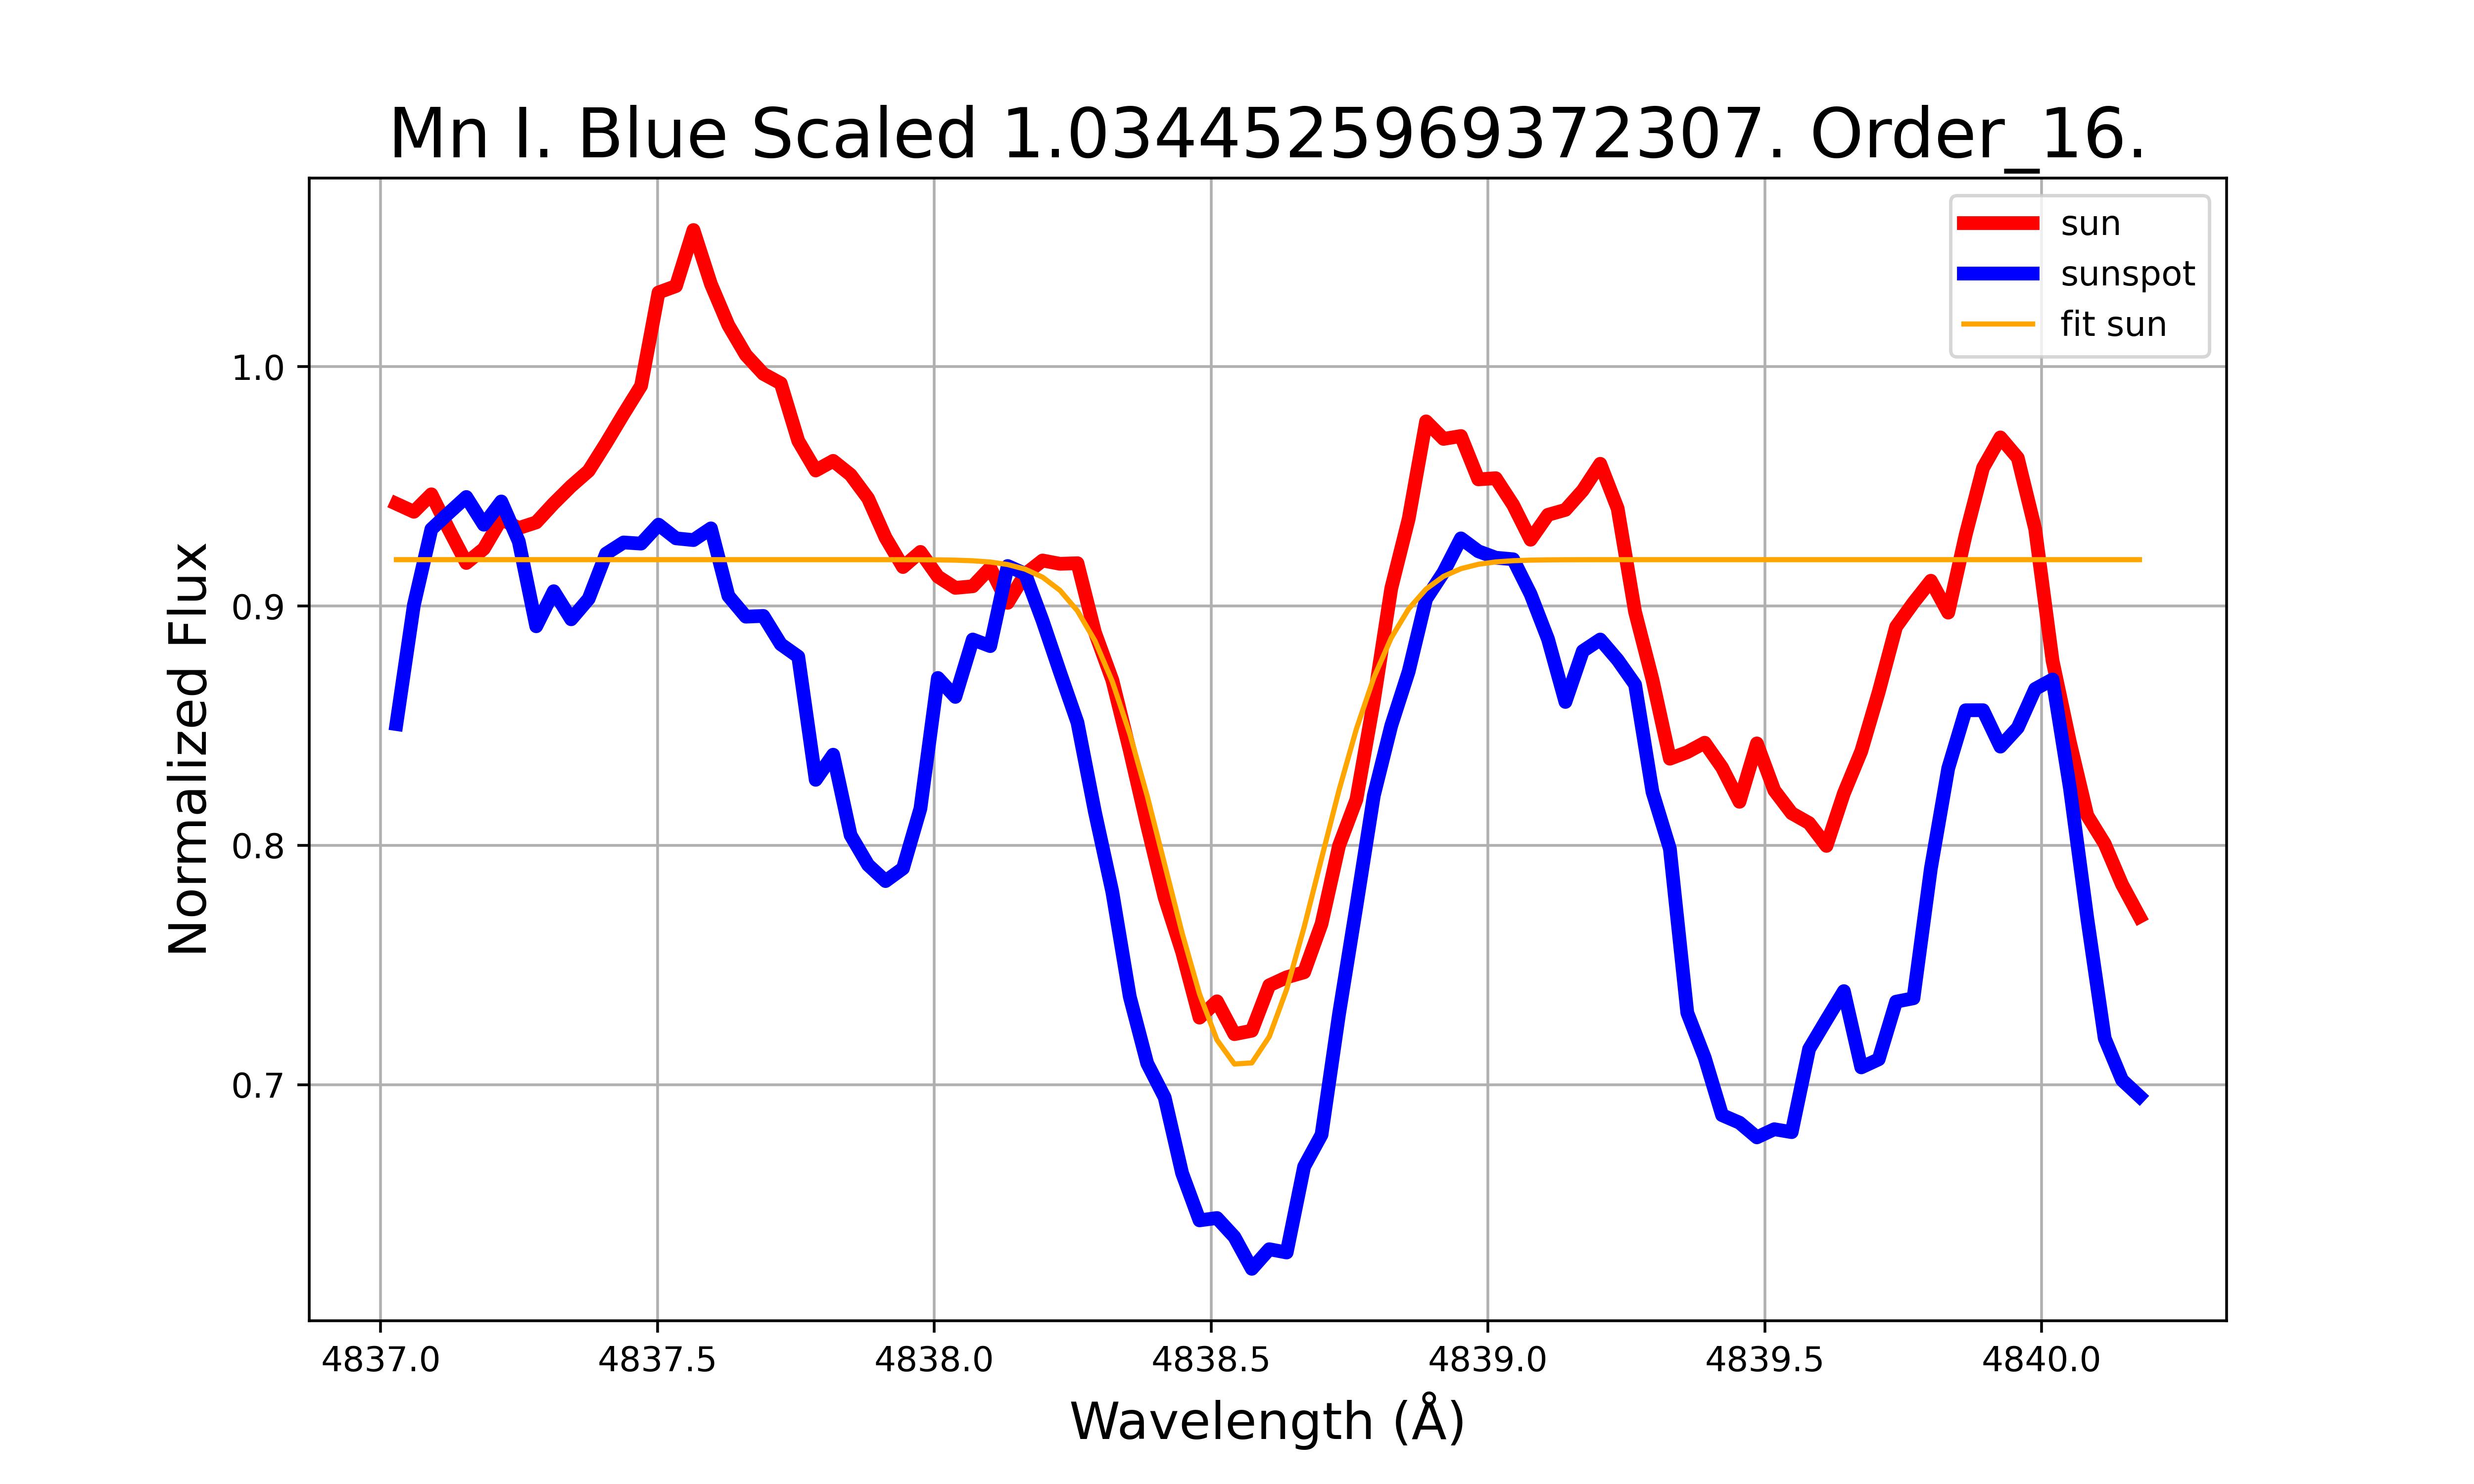 Mn I. Blue Scaled 1.0344525969372307. Order_16.
sun
sunspot
fit sun
Normalized Flux
1.0
0.9
0.8
0.7
4837.0 4837.5 4838.0 4838.5 4839.0 4839.5 4840.0
Wavelength (Å)